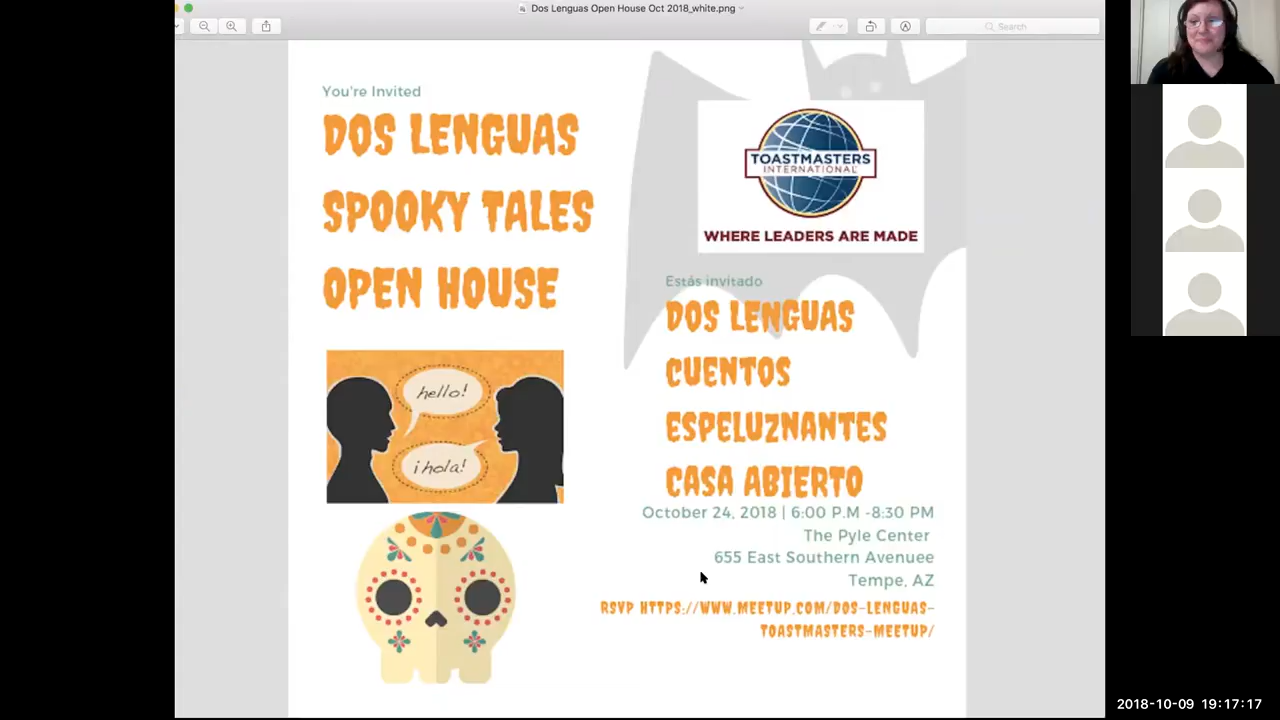 Dos Lenguas Open House Oct 2018_white.png
Search
You're Invited
DOS LENGUAS
SPOOKY TALES
OPEN HOUSE
TOASTMASTERS
INTERNATIONAL
WHERE LEADERS ARE MADE
Estás invitado
DOS LENGUAS
CUENTOS
ESPELUZNANTES
CASA ABIERTO
hello!
¡hola!
October 24, 2018 | 6:00 P.M -8:30 PM
The Pyle Center
655 East Southern Avenuee
Tempe, AZ
RSVP HTTPS://WWW.MEETUP.COM/DOS-LENGUAS-
TOASTMASTERS-MEETUP/
2018-10-09 19:17:17